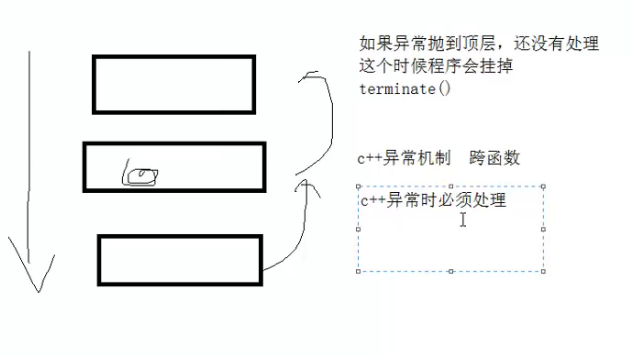 如果异常抛到顶层，还没有处理
这个时候程序会挂掉
terminate()
c++异常机制 跨函数
c++异常时必须处理